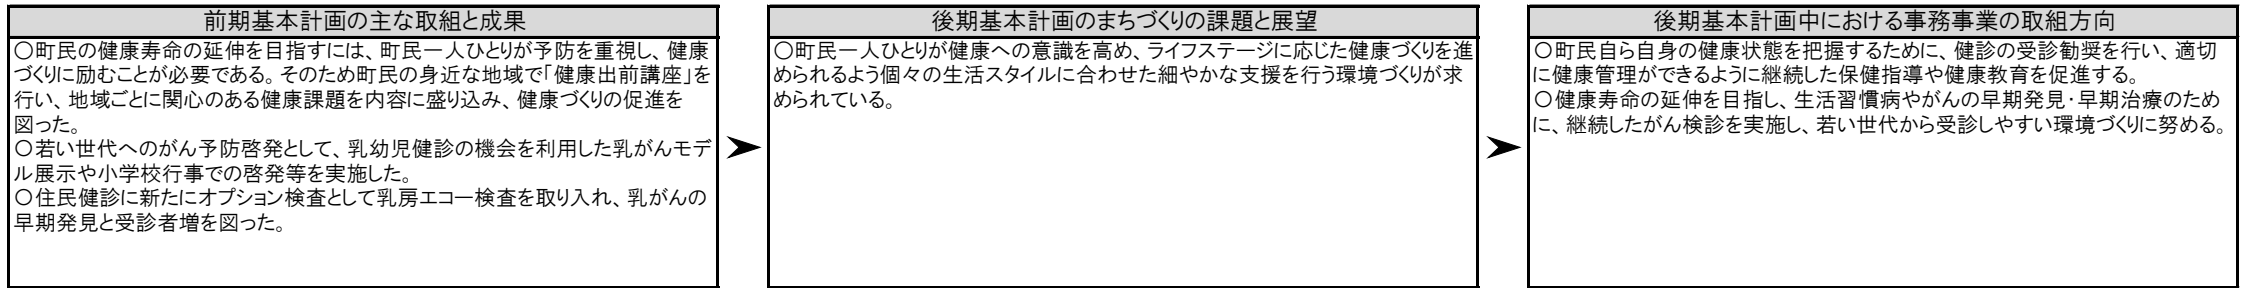 前期基本計画の主な取組と成果
○町民の健康寿命の延伸を目指すには、町民一人ひとりが予防を重視し、健康
づくりに励むことが必要である。そのため町民の身近な地域で「健康出前講座」を
行い、地域ごとに関心のある健康課題を内容に盛り込み、健康づくりの促進を
図った。
○若い世代へのがん予防啓発として、乳幼児健診の機会を利用した乳がんモデ
ル展示や小学校行事での啓発等を実施した。
○住民健診に新たにオプション検査として乳房エコー検査を取り入れ、乳がんの
早期発見と受診者増を図った。
後期基本計画のまちづくりの課題と展望
○町民一人ひとりが健康への意識を高め、ライフステージに応じた健康づくりを進
められるよう個々の生活スタイルに合わせた細やかな支援を行う環境づくりが求
められている。
後期基本計画中における事務事業の取組方向
○町民自ら自身の健康状態を把握するために、健診の受診勧奨を行い、適切
に健康管理ができるように継続した保健指導や健康教育を促進する。
○健康寿命の延伸を目指し、生活習慣病やがんの早期発見・早期治療のため
に、継続したがん検診を実施し、若い世代から受診しやすい環境づくりに努める。